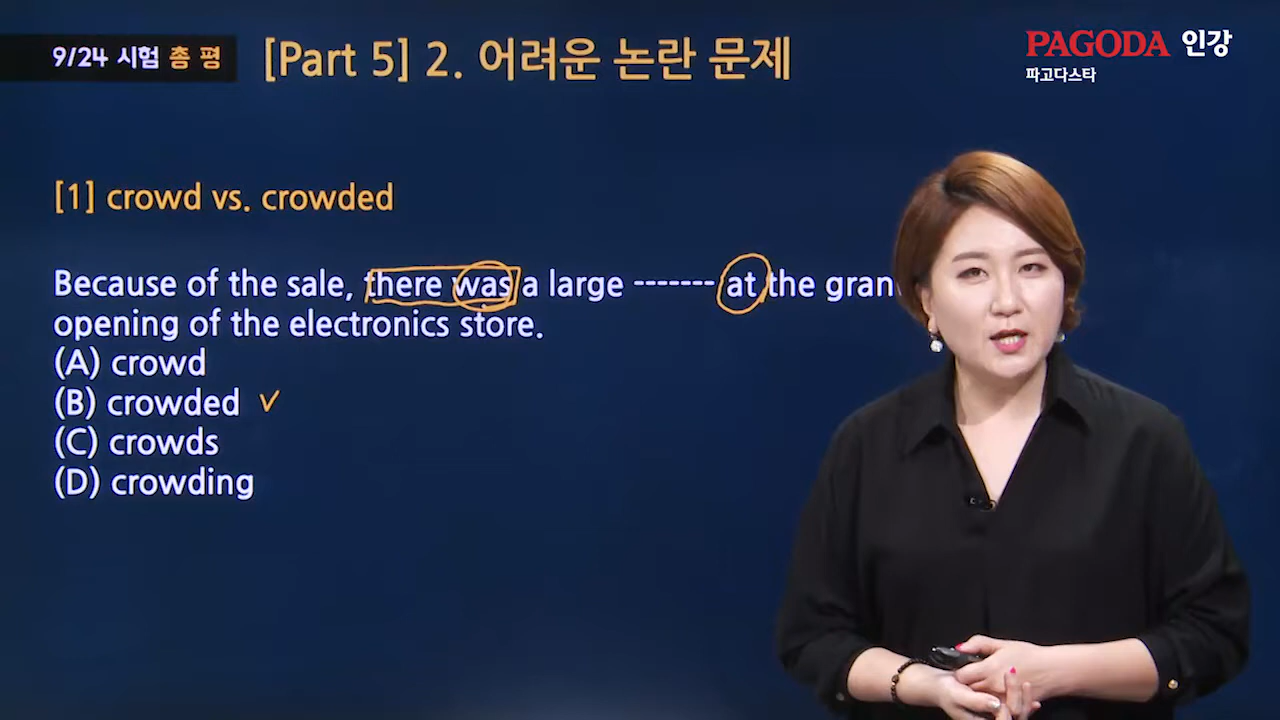 9/24 시험 총 평
[Part 5] 2. 어려운 논란 문제
PAGODA 인강
파고다스타
[1] crowd vs. crowded
Because of the sale, there was a large ------- at the gran
opening of the electronics store.
(A) crowd
(B) crowded ✓
(C) crowds
(D) crowding